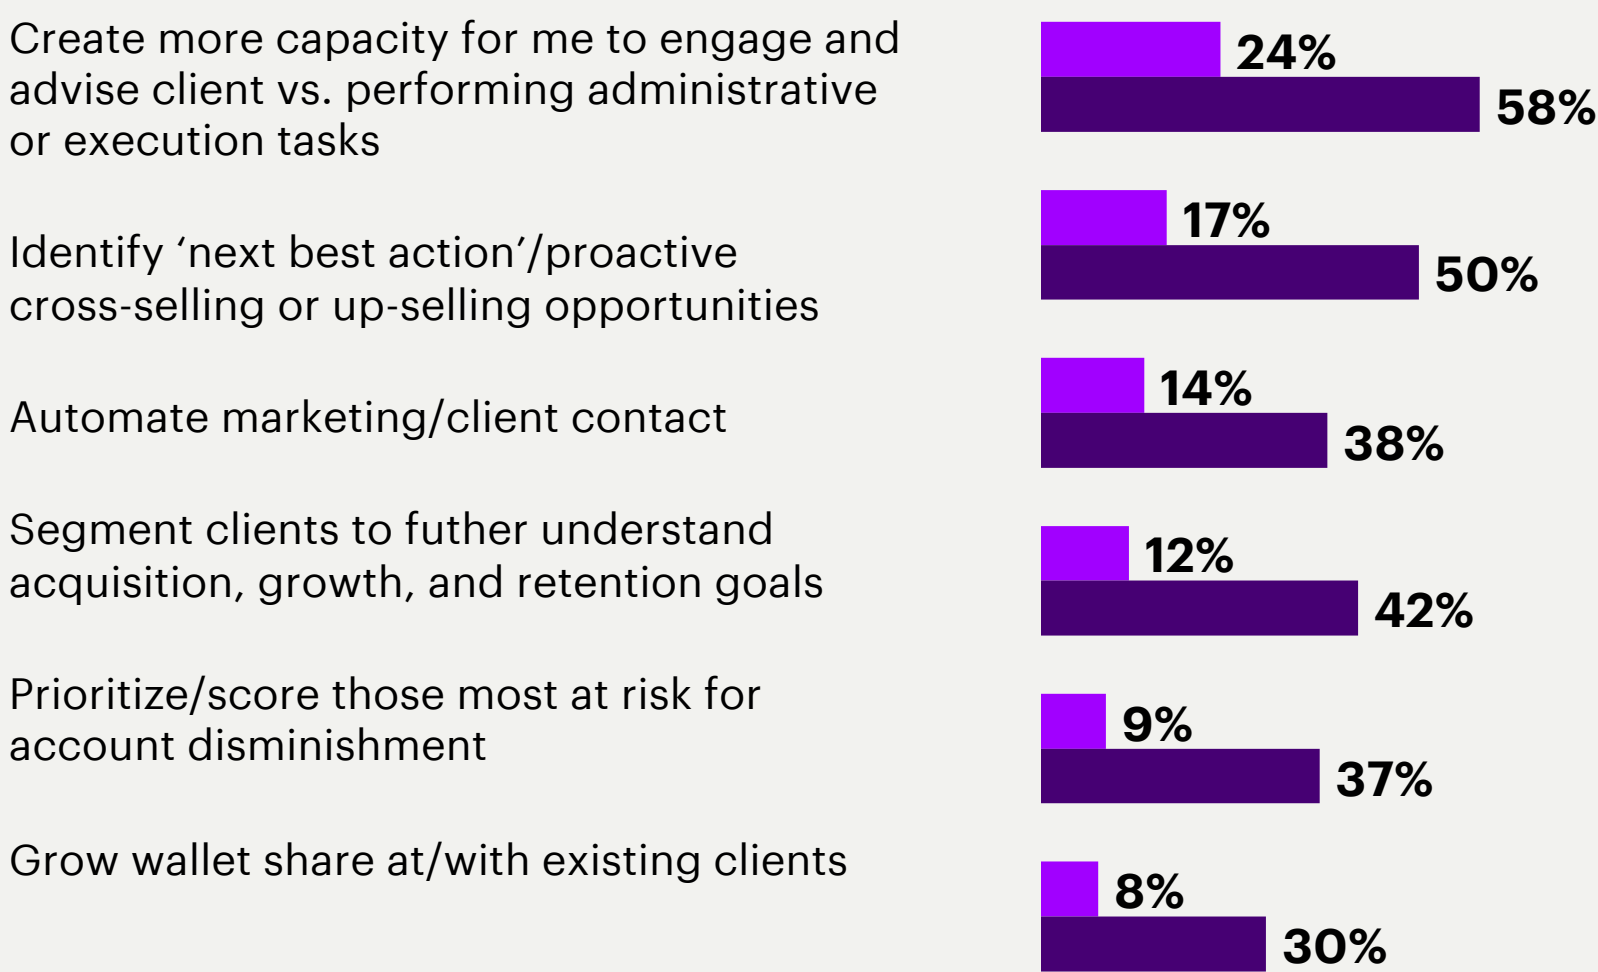 Create more capacity for me to engage and
advise client vs. performing administrative
or execution tasks
24%
58%
Identify ‘next best action’/proactive
cross-selling or up-selling opportunities
17%
50%
Automate marketing/client contact
14%
38%
Segment clients to futher understand
acquisition, growth, and retention goals
12%
42%
Prioritize/score those most at risk for
account disminishment
9%
37%
Grow wallet share at/with existing clients
8%
30%